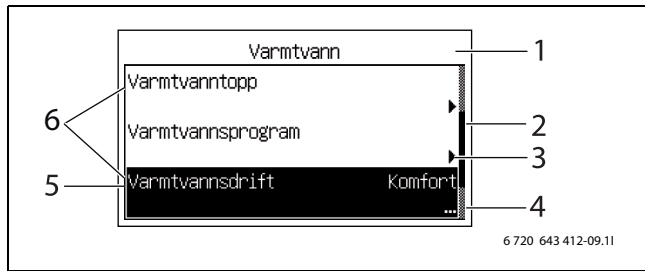 Varmtvann
1
Varmtvanntopp
6
2
Varmtvannsprogram
3
5
Varmtvannsdrift Komfort
...
4
6 720 643 412-09.1I